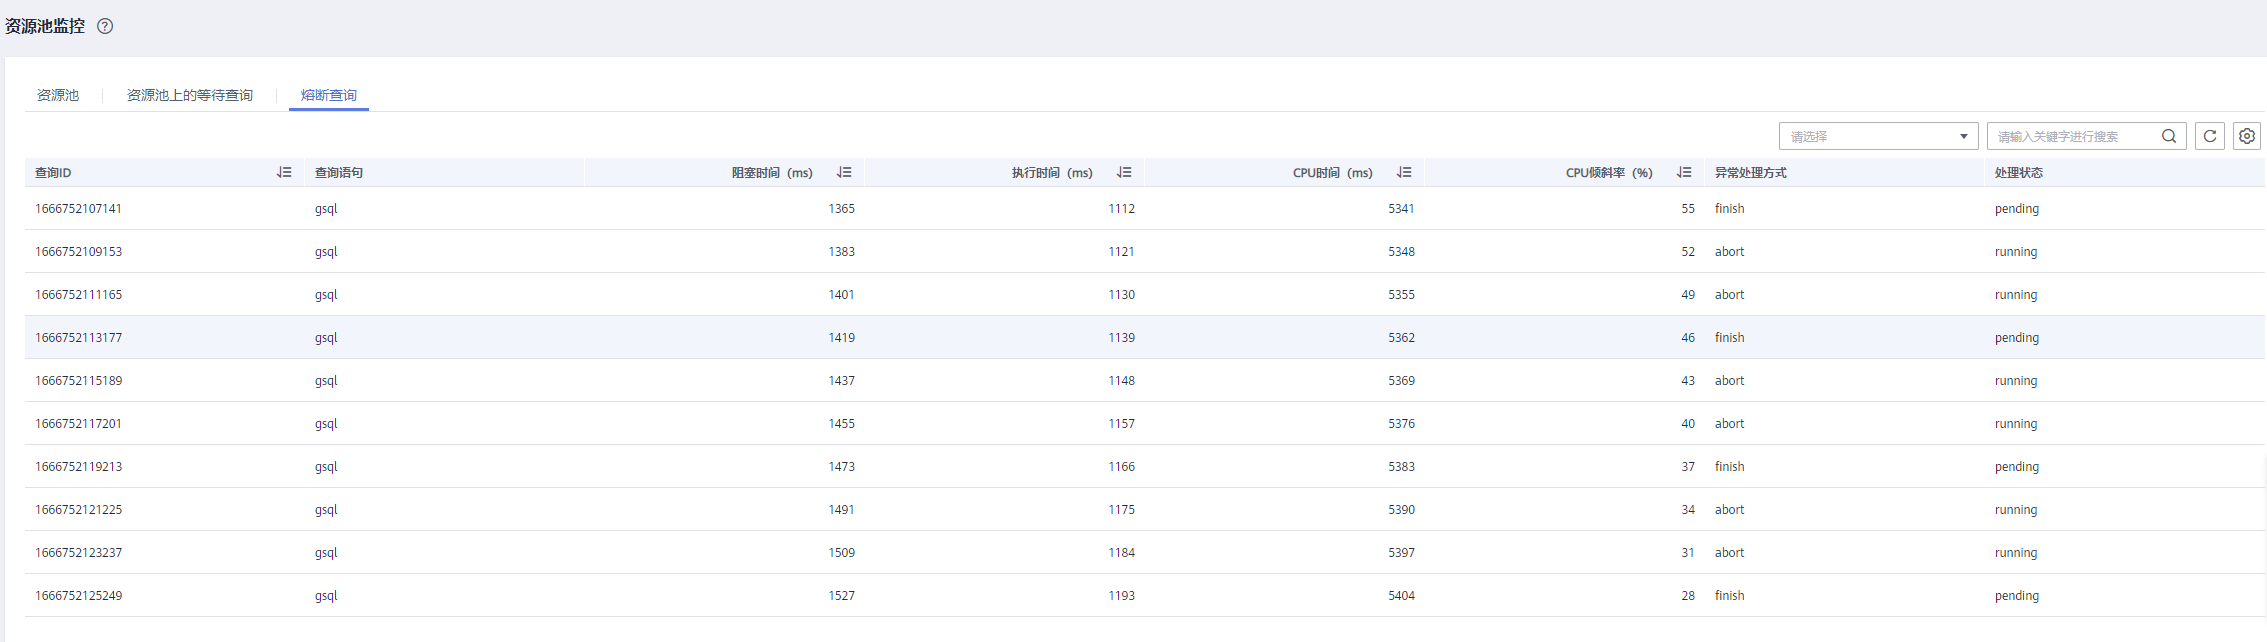 资源池监控
资源池 资源池上的等待查询 熔断查询
请选择 请输入关键字进行搜索
查询ID 查询语句 阻塞时间（ms） 执行时间（ms） CPU时间（ms） CPU倾斜率（%） 异常处理方式 处理状态
1666752107141 gsql 1365 1112 5341 55 finish pending
1666752109153 gsql 1383 1121 5348 52 abort running
1666752111165 gsql 1401 1130 5355 49 abort running
1666752113177 gsql 1419 1139 5362 46 finish pending
1666752115189 gsql 1437 1148 5369 43 abort running
1666752117201 gsql 1455 1157 5376 40 abort running
1666752119213 gsql 1473 1166 5383 37 finish pending
1666752121225 gsql 1491 1175 5390 34 abort running
1666752123237 gsql 1509 1184 5397 31 abort running
1666752125249 gsql 1527 1193 5404 28 finish pending